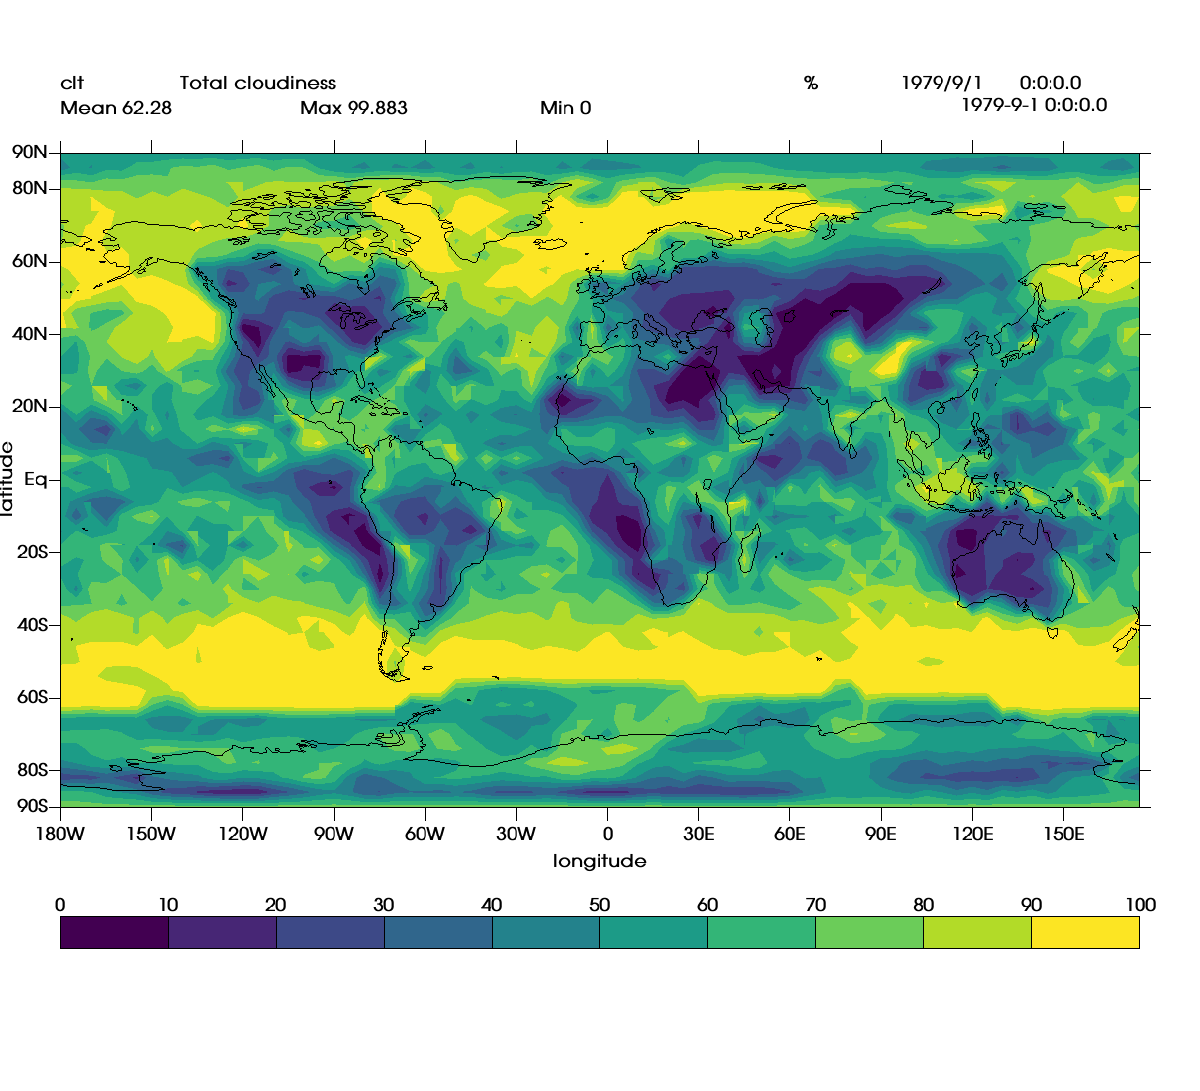 clt Total cloudiness % 1979/9/1 0:0:0.0
Mean 62.28 Max 99.883 Min 0 1979-9-1 0:0:0.0
90N
80N
60N
40N
20N
Eq
20S
40S
60S
80S
90S
latitude
180W 150W 120W 90W 60W 30W 0 30E 60E 90E 120E 150E
longitude
0 10 20 30 40 50 60 70 80 90 100